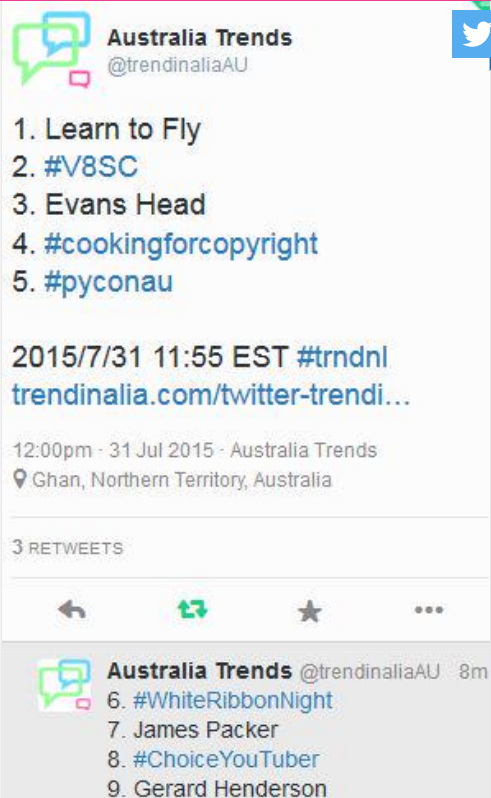 Australia Trends
@trendinaliaAU
1. Learn to Fly
2. #V8SC
3. Evans Head
4. #cookingforcopyright
5. #pyconau
2015/7/31 11:55 EST #trndnl
trendinalia.com/twitter-trendi...
12:00pm · 31 Jul 2015 · Australia Trends
Ghan, Northern Territory, Australia
3 RETWEETS
Australia Trends @trendinaliaAU 8m
6. #WhiteRibbonNight
7. James Packer
8. #ChoiceYouTuber
9. Gerard Henderson